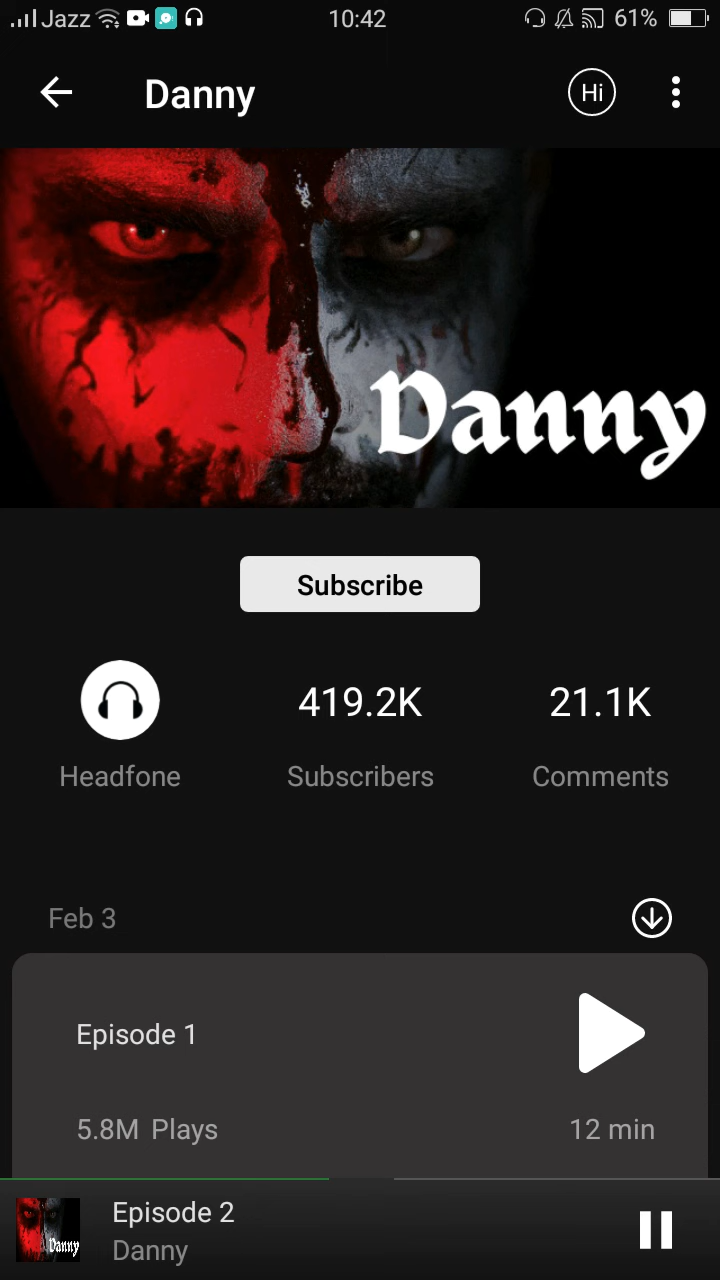 Jazz 10:42 61%
Danny Hi
Danny
Subscribe
419.2K 21.1K
Headfone Subscribers Comments
Feb 3
Episode 1
5.8M Plays 12 min
Episode 2
Danny
Danny